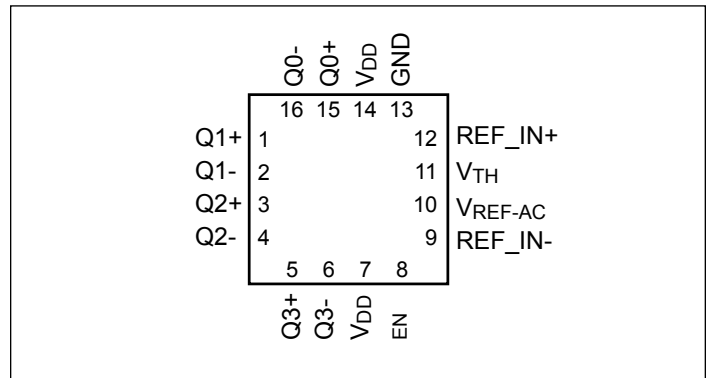 Q0- Q0+ VDD GND
16 15 14 13
Q1+ 1 12 REF_IN+
Q1- 2 11 VTH
Q2+ 3 10 VREF-AC
Q2- 4 9 REF_IN-
5 6 7 8
Q3+ Q3- VDD EN